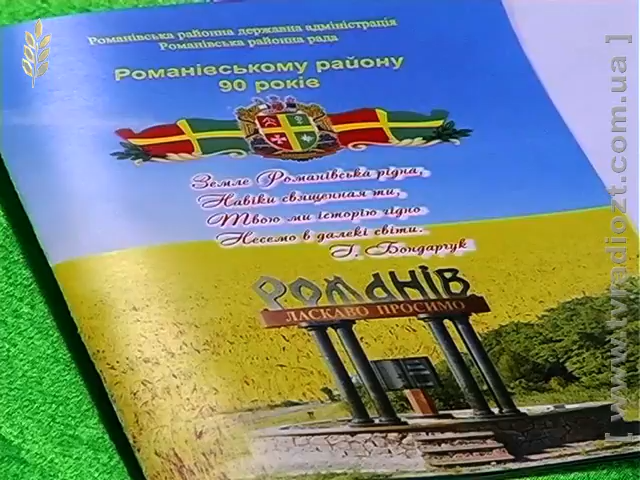 Романівська районна державна адміністрація
Романівська районна рада
Романівському району
90 років
Земле Романівська рідна,
Навіки священная ти,
Твою ми історію гідно
Несемо в далекі світи.
Г. Бондарчук
РОМАНІВ
ЛАСКАВО ПРОСИМО
[ www.tvradiozt.com.ua ]